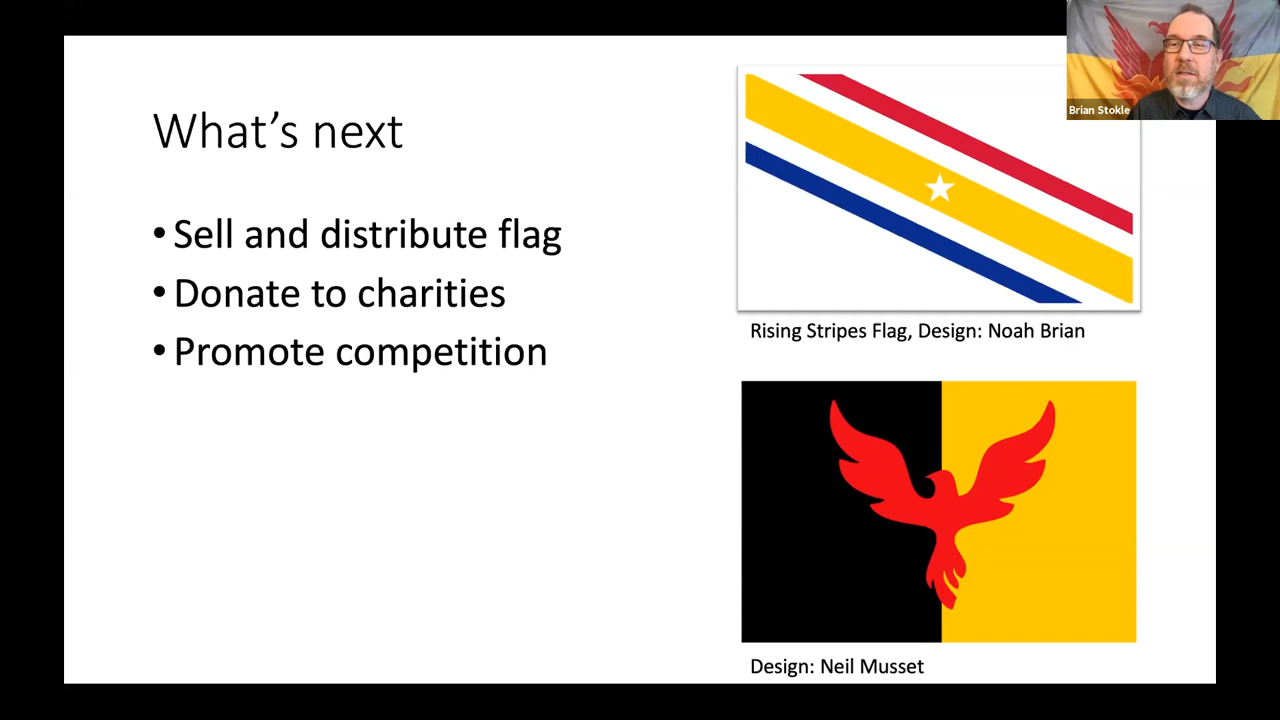 What's next
• Sell and distribute flag
• Donate to charities
• Promote competition
Brian Stokle
Rising Stripes Flag, Design: Noah Brian
Design: Neil Musset